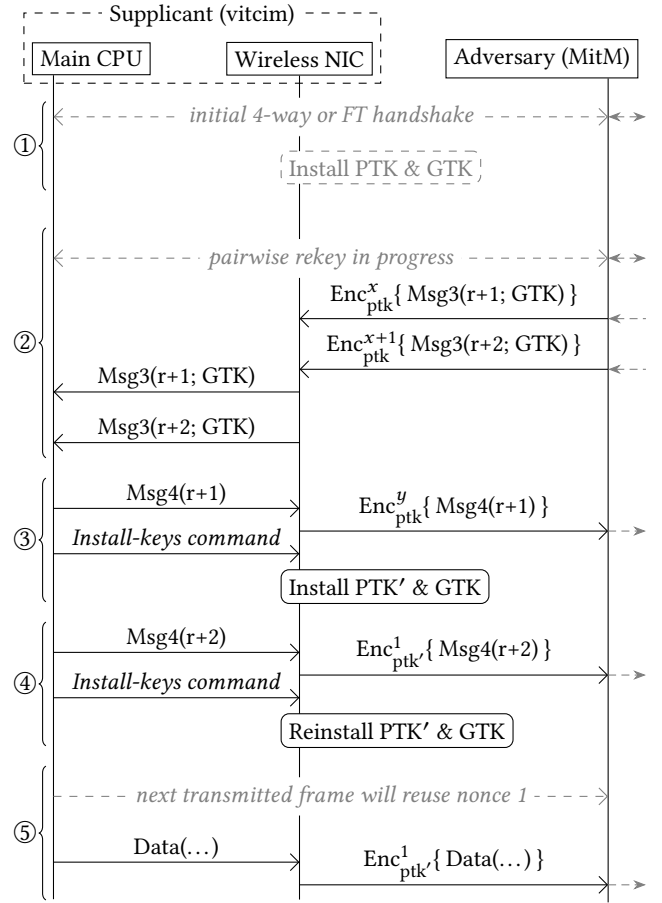 Supplicant (vitcim)
Main CPU
Wireless NIC
Adversary (MitM)
①
initial 4-way or FT handshake
Install PTK & GTK
②
pairwise rekey in progress
Enc^x_ptk{ Msg3(r+1; GTK) }
Enc^{x+1}_ptk{ Msg3(r+2; GTK) }
Msg3(r+1; GTK)
Msg3(r+2; GTK)
③
Msg4(r+1)
Enc^y_ptk{ Msg4(r+1) }
Install-keys command
Install PTK′ & GTK
④
Msg4(r+2)
Enc^1_ptk′{ Msg4(r+2) }
Install-keys command
Reinstall PTK′ & GTK
⑤
next transmitted frame will reuse nonce 1
Data(…)
Enc^1_ptk′{ Data(…) }